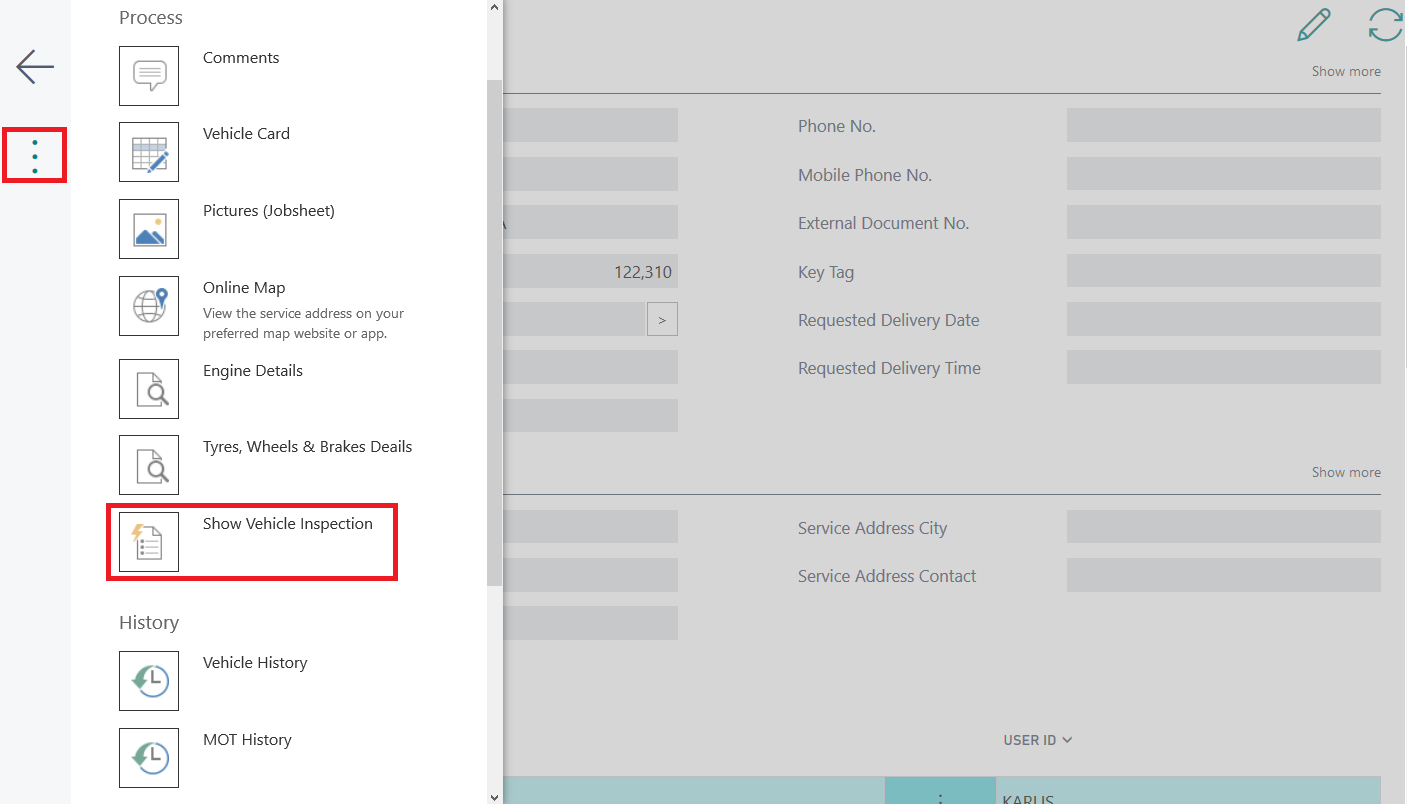 Process
Comments
Vehicle Card
Pictures (Jobsheet)
Online Map
View the service address on your
preferred map website or app.
Engine Details
Tyres, Wheels & Brakes Deails
Show Vehicle Inspection
History
Vehicle History
MOT History
Show more
Phone No.
Mobile Phone No.
External Document No.
122,310
Key Tag
>
Requested Delivery Date
Requested Delivery Time
Show more
Service Address City
Service Address Contact
USER ID
KARLIS